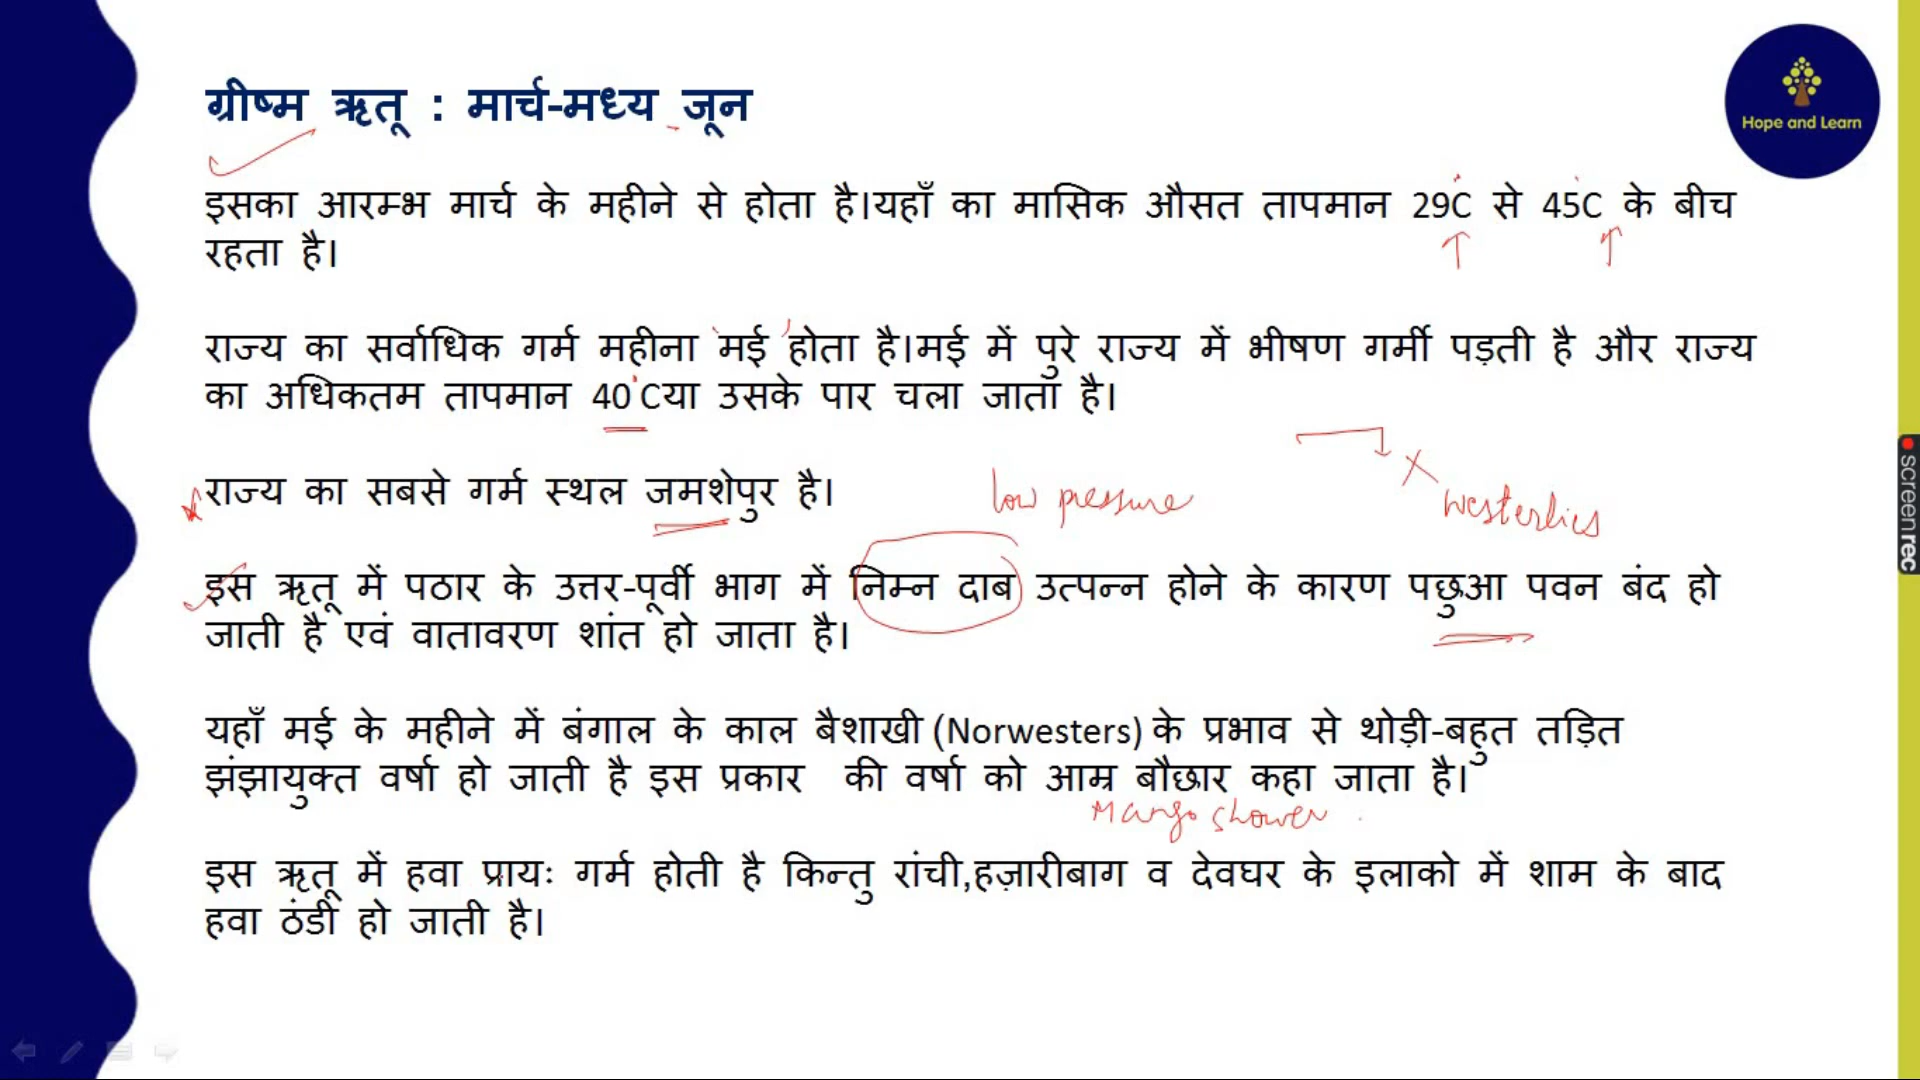 ग्रीष्म ऋतू : मार्च-मध्य जून
Hope and Learn
इसका आरम्भ मार्च के महीने से होता है।यहाँ का मासिक औसत तापमान 29C से 45C के बीच
रहता है।
राज्य का सर्वाधिक गर्म महीना मई होता है।मई में पुरे राज्य में भीषण गर्मी पड़ती है और राज्य
का अधिकतम तापमान 40°Cया उसके पार चला जाता है।
राज्य का सबसे गर्म स्थल जमशेपुर है।
low pressure
westerlies
इस ऋतू में पठार के उत्तर-पूर्वी भाग में निम्न दाब उत्पन्न होने के कारण पछुआ पवन बंद हो
जाती है एवं वातावरण शांत हो जाता है।
यहाँ मई के महीने में बंगाल के काल बैशाखी (Norwesters) के प्रभाव से थोड़ी-बहुत तड़ित
झंझायुक्त वर्षा हो जाती है इस प्रकार की वर्षा को आम्र बौछार कहा जाता है।
Mango shower
इस ऋतू में हवा प्रायः गर्म होती है किन्तु रांची,हज़ारीबाग व देवघर के इलाको में शाम के बाद
हवा ठंडी हो जाती है।
screenrec